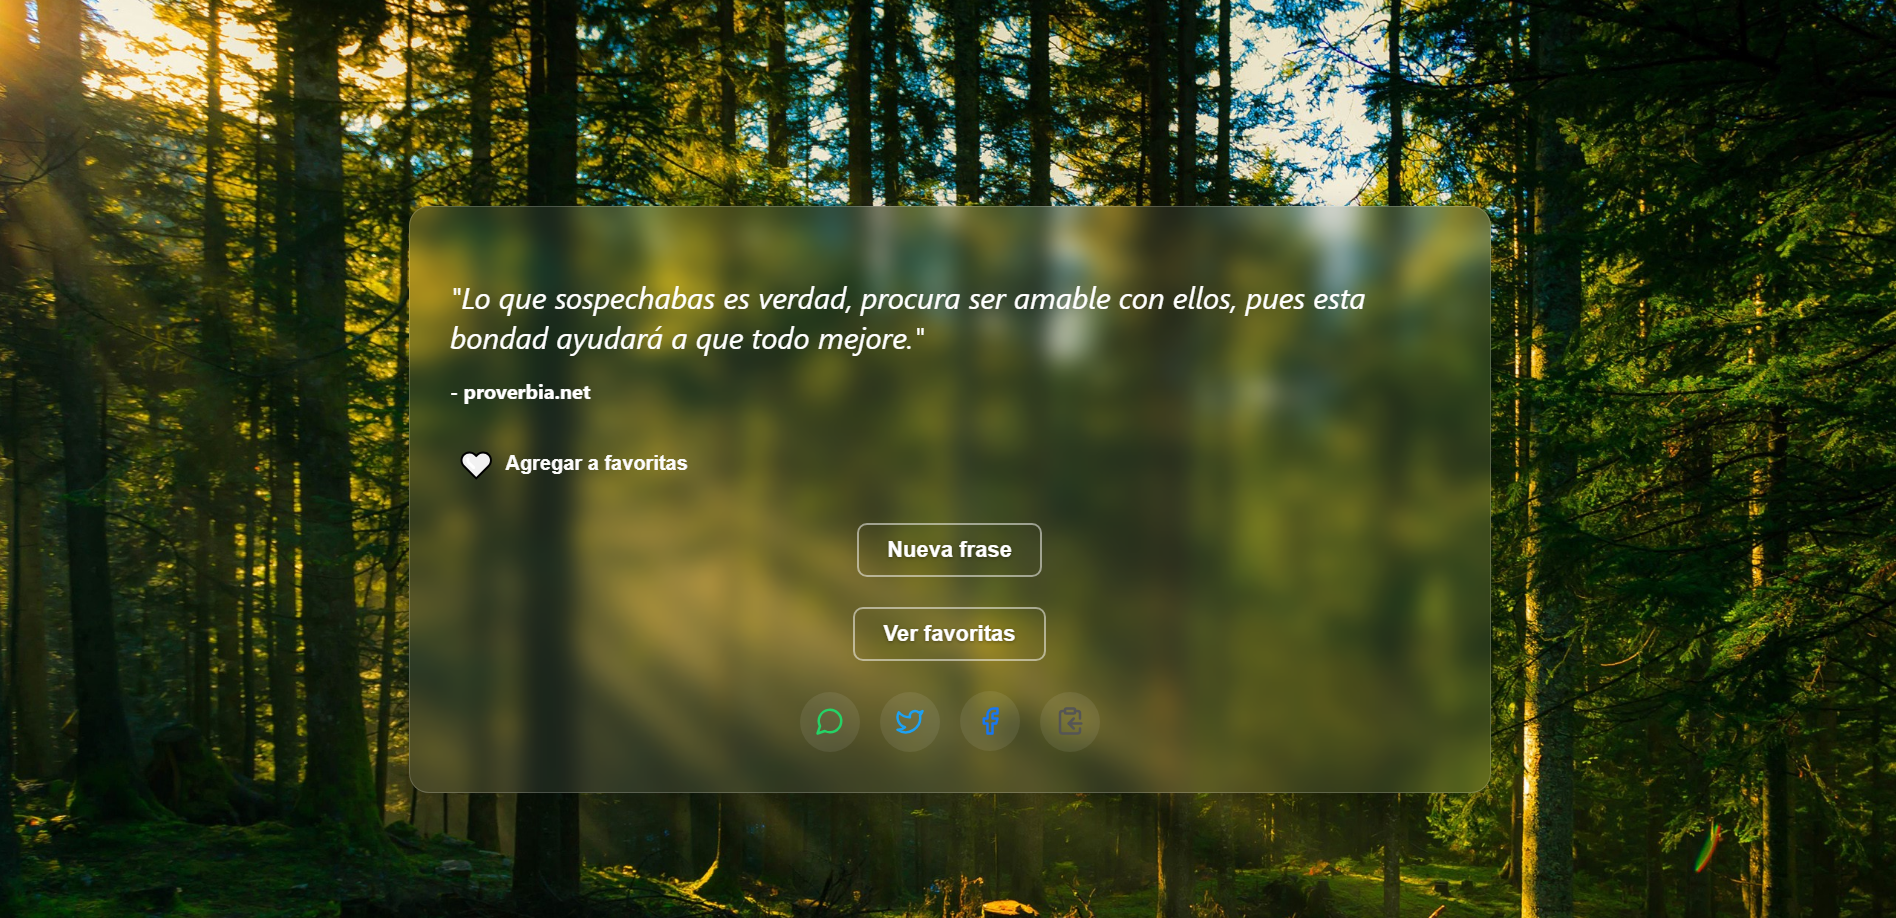 "Lo que sospechabas es verdad, procura ser amable con ellos, pues esta
bondad ayudará a que todo mejore."
- proverbia.net
Agregar a favoritas
Nueva frase
Ver favoritas